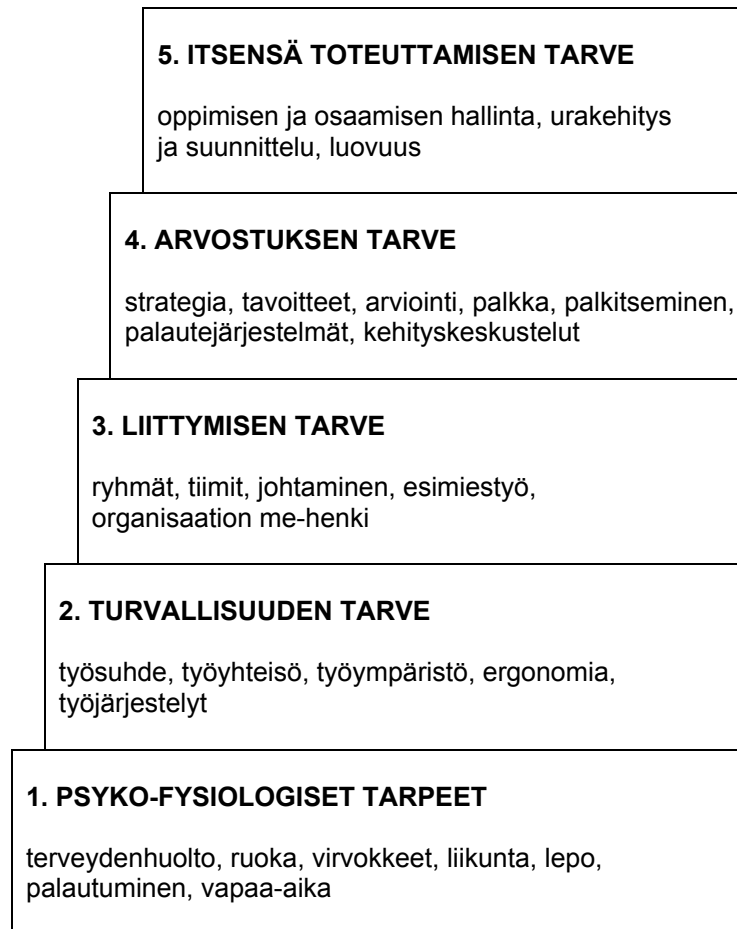 5. ITSENSÄ TOTEUTTAMISEN TARVE
oppimisen ja osaamisen hallinta, urakehitys
ja suunnittelu, luovuus
4. ARVOSTUKSEN TARVE
strategia, tavoitteet, arviointi, palkka, palkitseminen,
palautejärjestelmät, kehityskeskustelut
3. LIITTYMISEN TARVE
ryhmät, tiimit, johtaminen, esimiestyö,
organisaation me-henki
2. TURVALLISUUDEN TARVE
työsuhde, työyhteisö, työympäristö, ergonomia,
työjärjestelyt
1. PSYKO-FYSIOLOGISET TARPEET
terveydenhuolto, ruoka, virvokkeet, liikunta, lepo,
palautuminen, vapaa-aika